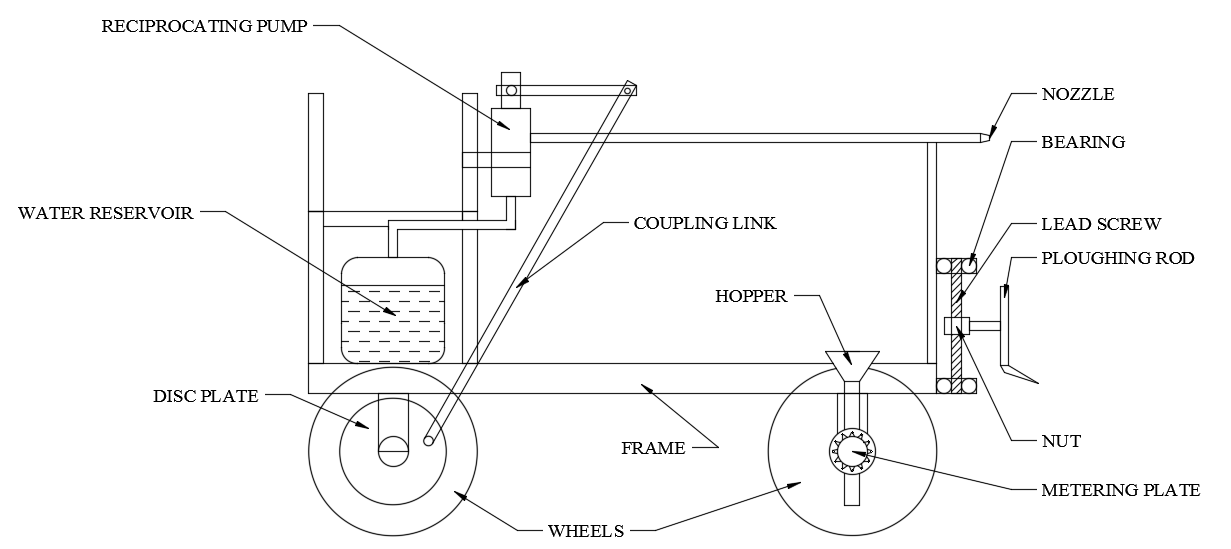 RECIPROCATING PUMP
NOZZLE
BEARING
WATER RESERVOIR
COUPLING LINK
LEAD SCREW
PLOUGHING ROD
HOPPER
DISC PLATE
FRAME
NUT
METERING PLATE
WHEELS